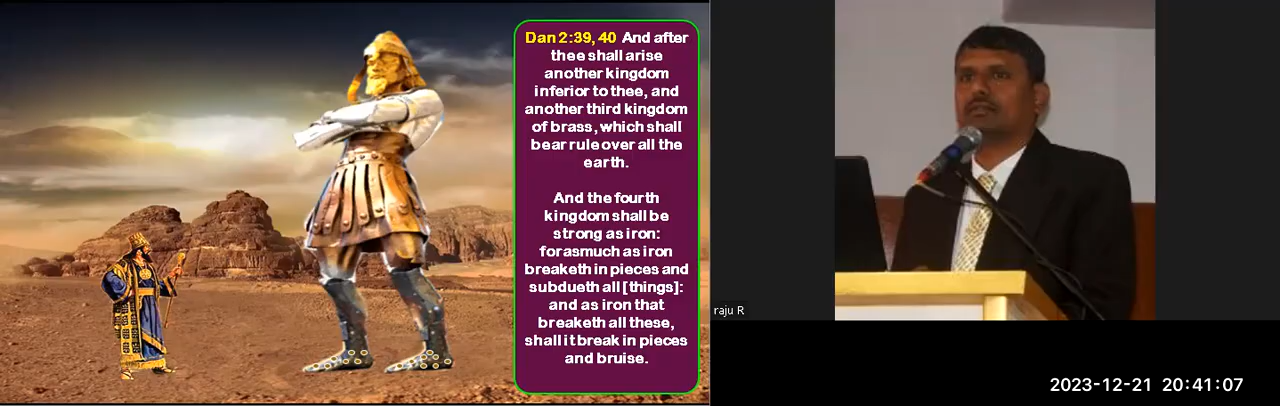 Dan 2:39, 40 And after
thee shall arise
another kingdom
inferior to thee, and
another third kingdom
of brass, which shall
bear rule over all the
earth.
And the fourth
kingdom shall be
strong as iron:
forasmuch as iron
breaketh in pieces and
subdueth all [things]:
and as iron that
breaketh all these,
shall it break in pieces
and bruise.
raju R
2023-12-21 20:41:07